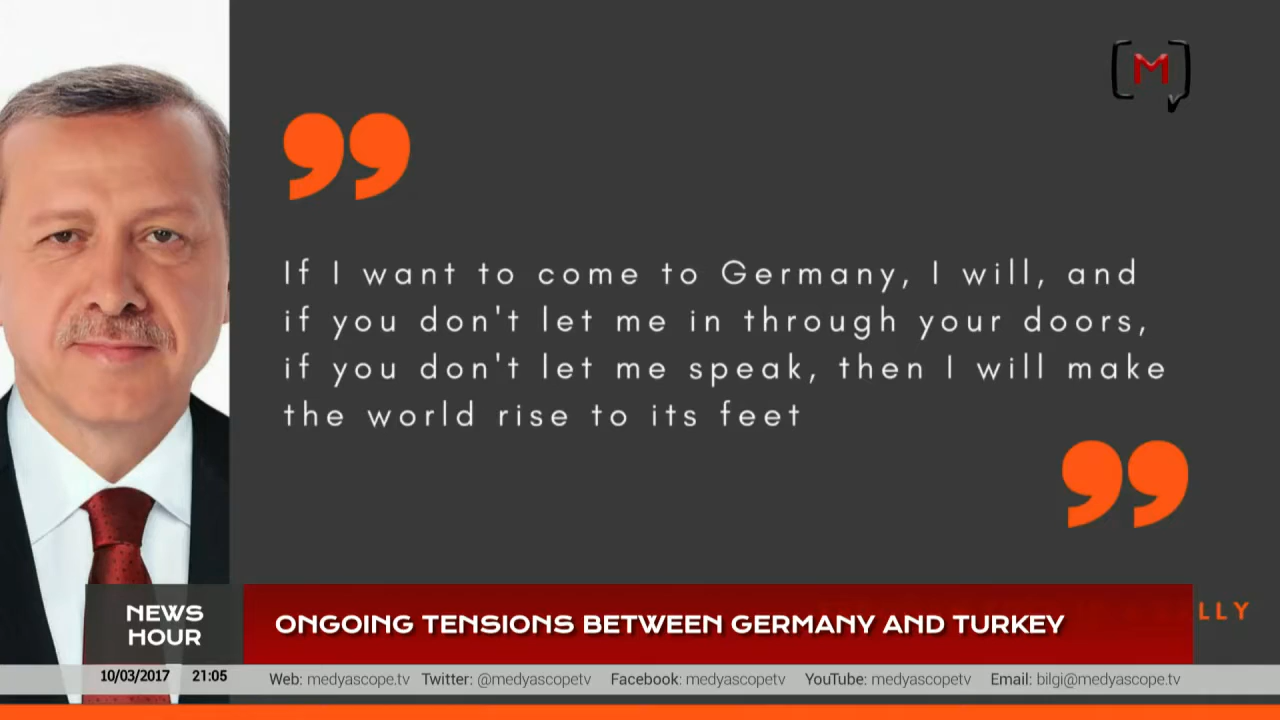 [M]
❟❟
If I want to come to Germany, I will, and
if you don't let me in through your doors,
if you don't let me speak, then I will make
the world rise to its feet
❟❟
LLY
NEWS
HOUR
ONGOING TENSIONS BETWEEN GERMANY AND TURKEY
10/03/2017 21:05
Web: medyascope.tv Twitter: @medyascopetv Facebook: medyascopetv YouTube: medyascopetv Email: bilgi@medyascope.tv